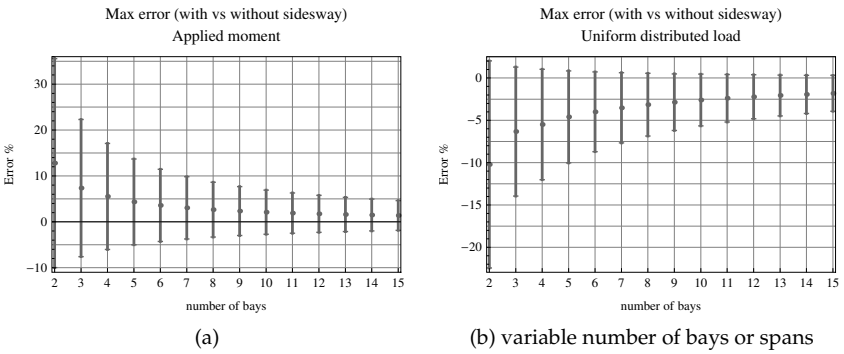 Max error (with vs without sidesway)
Applied moment
Error %
30
20
10
0
−10
2 3 4 5 6 7 8 9 10 11 12 13 14 15
number of bays
(a)
Max error (with vs without sidesway)
Uniform distributed load
Error %
0
−5
−10
−15
−20
2 3 4 5 6 7 8 9 10 11 12 13 14 15
number of bays
(b) variable number of bays or spans